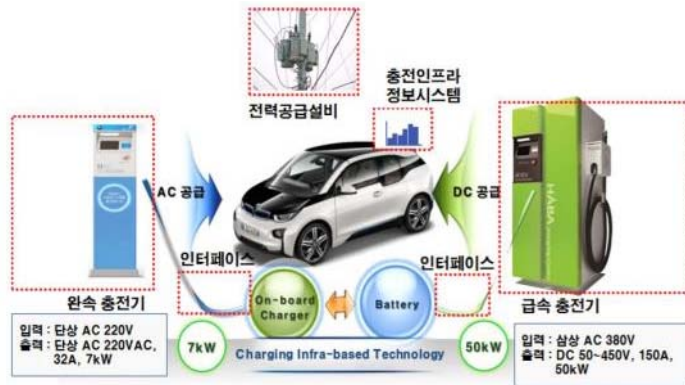 전력공급설비
충전인프라
정보시스템
AC 공급
DC 공급
인터페이스
인터페이스
완속 충전기
급속 충전기
On-board
Charger
Battery
입력 : 단상 AC 220V
출력 : 단상 AC 220VAC,
32A, 7kW
7kW
Charging Infra-based Technology
50kW
입력 : 삼상 AC 380V
출력 : DC 50~450V, 150A,
50kW